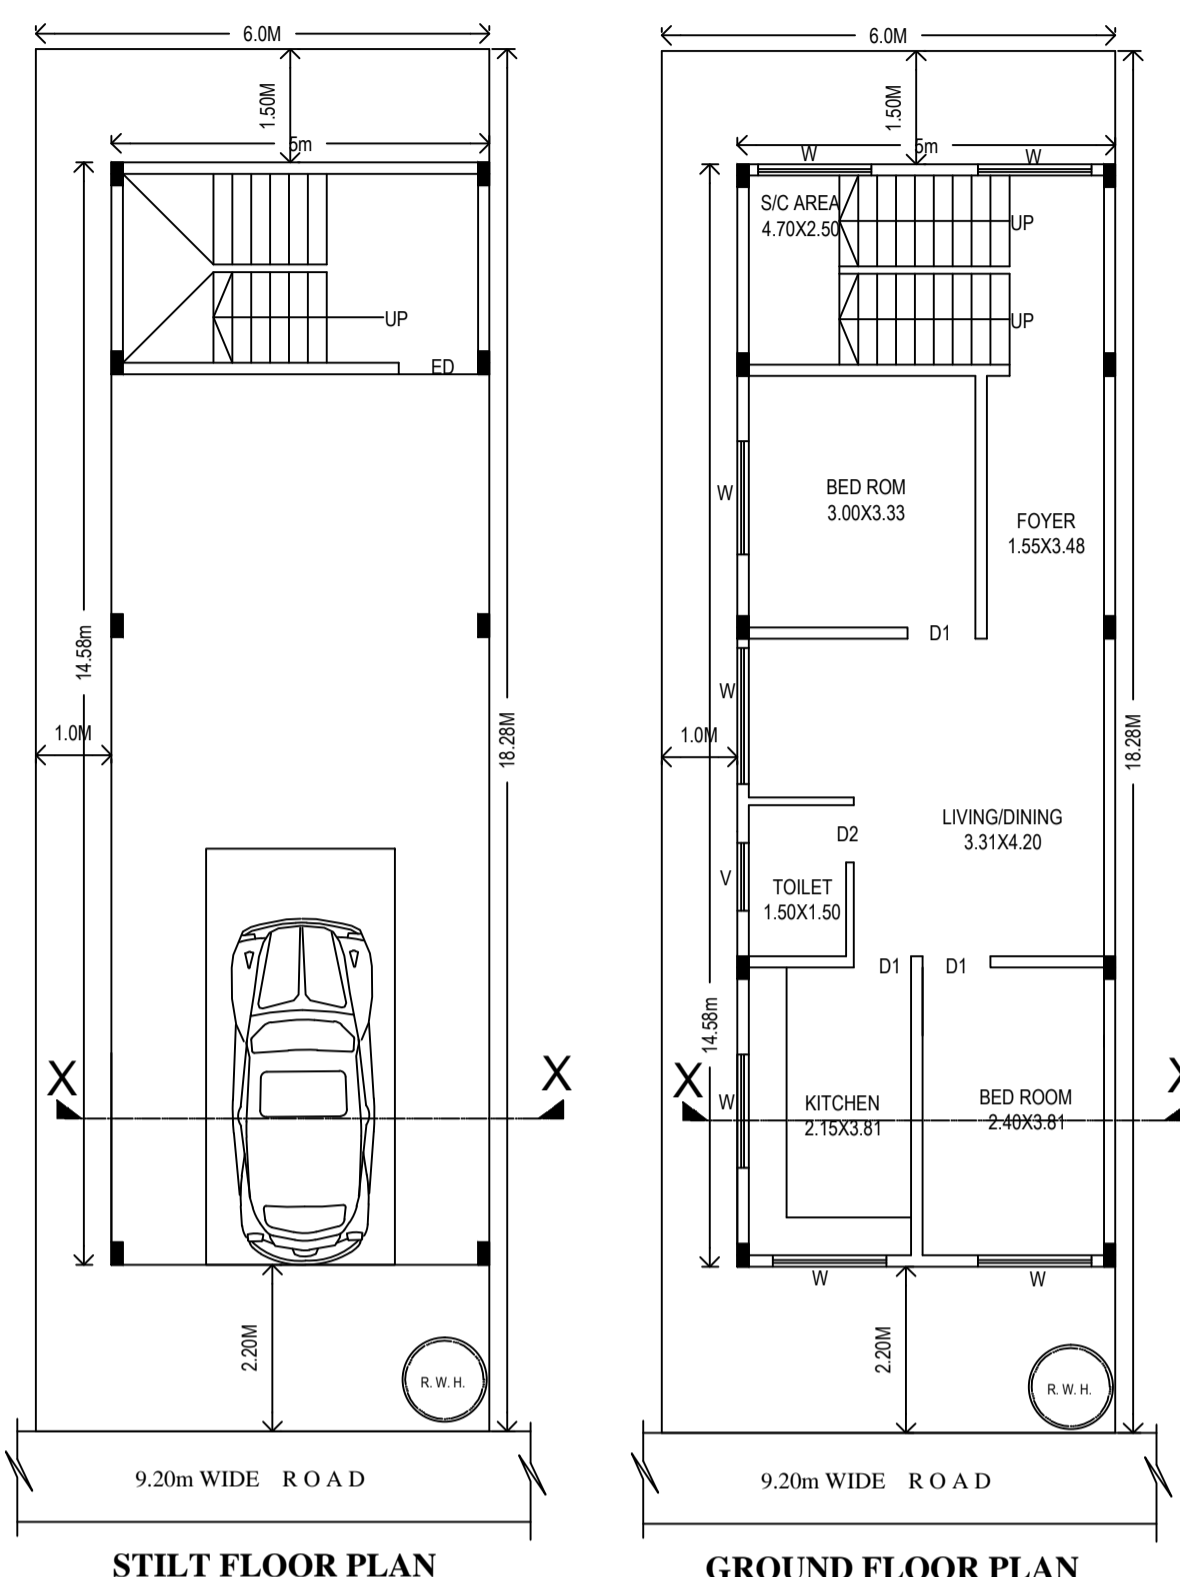 6.0M
1.50M
5m
UP
ED
14.58m
1.0M
18.28M
X
X
2.20M
R. W. H.
9.20m WIDE ROAD
STILT FLOOR PLAN
6.0M
1.50M
5m
W
W
S/C AREA
4.70X2.50
UP
UP
BED ROM
3.00X3.33
W
FOYER
1.55X3.48
D1
W
1.0M
18.28M
LIVING/DINING
3.31X4.20
D2
V
TOILET
1.50X1.50
D1
D1
14.58m
X
X
W
KITCHEN
2.15X3.81
BED ROOM
2.40X3.81
W
W
2.20M
R. W. H.
9.20m WIDE ROAD
GROUND FLOOR PLAN